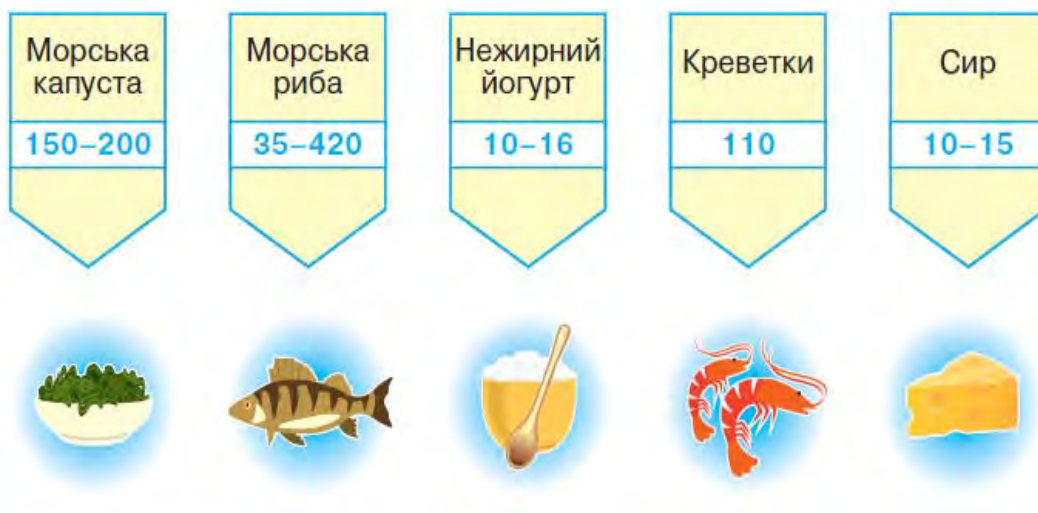 Морська
капуста
150–200
Морська
риба
35–420
Нежирний
йогурт
10–16
Креветки
110
Сир
10–15